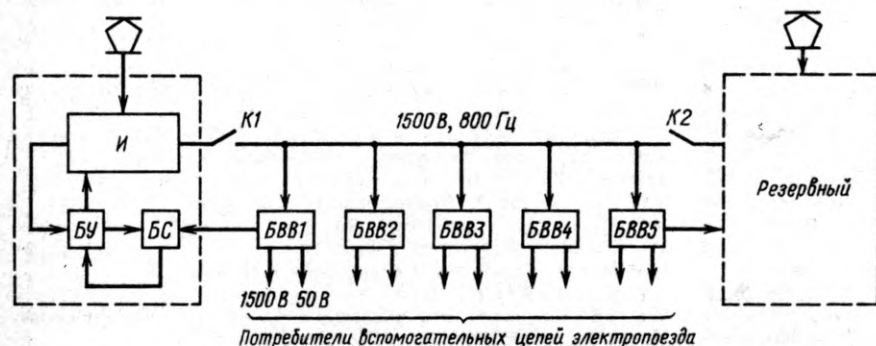 К1
1500 В, 800 Гц
К2
И
Резервный
БУ
БС
БВВ1
БВВ2
БВВ3
БВВ4
БВВ5
1500 В 50 В
Потребители вспомогательных цепей электропоезда